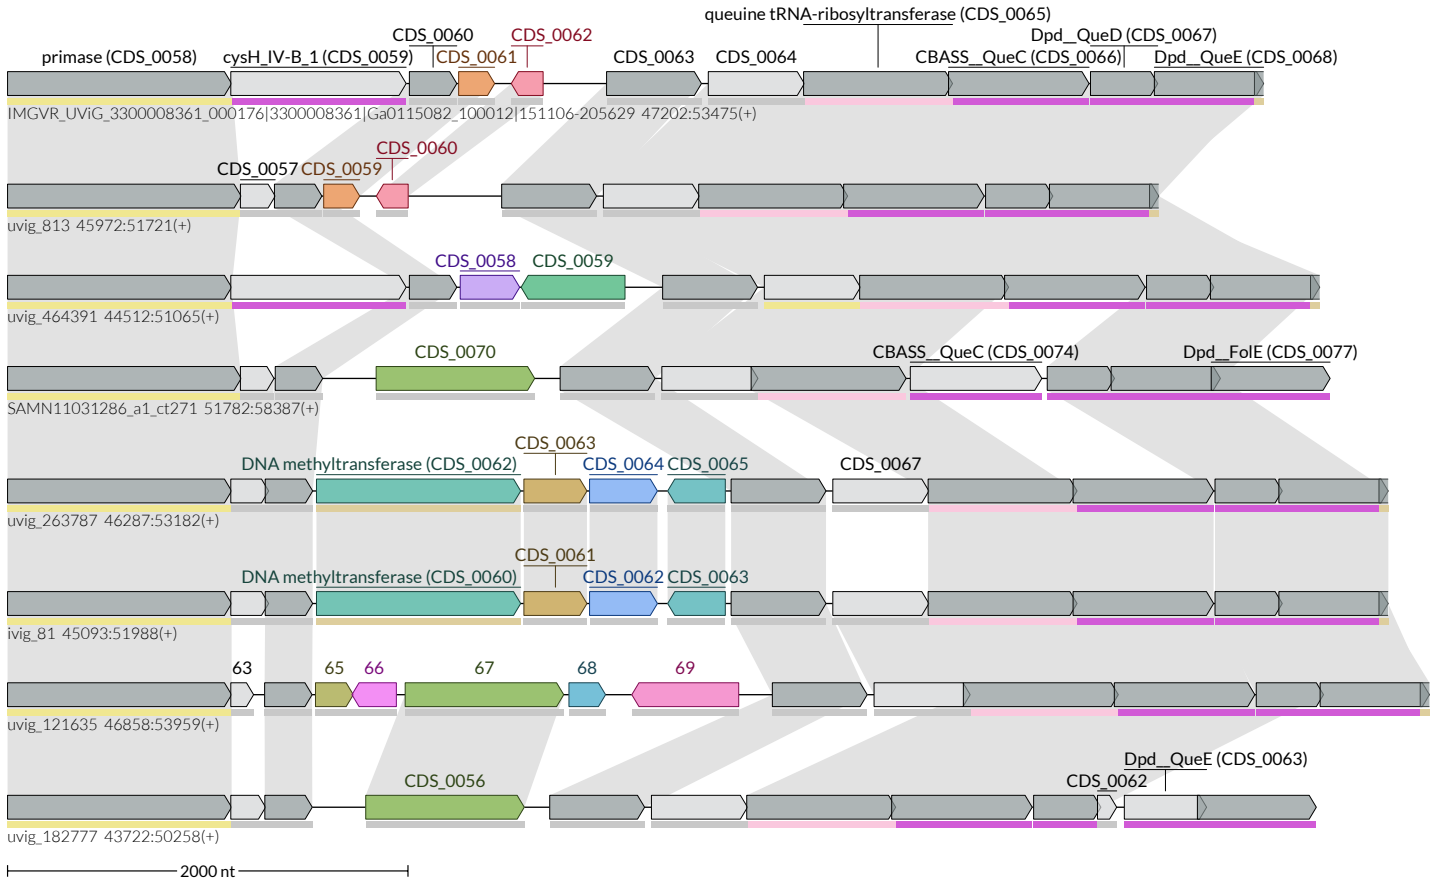 queuine tRNA-ribosyltransferase (CDS_0065)
CDS_0060 CDS_0062 Dpd__QueD (CDS_0067)
primase (CDS_0058) cysH_IV-B_1 (CDS_0059) CDS_0061 CDS_0063 CDS_0064 CBASS__QueC (CDS_0066) Dpd__QueE (CDS_0068)
IMGVR_UViG_3300008361_000176|3300008361|Ga0115082_100012|151106-205629 47202:53475(+)
CDS_0060
CDS_0057 CDS_0059
uvig_813 45972:51721(+)
CDS_0058 CDS_0059
uvig_464391 44512:51065(+)
CDS_0070 CBASS__QueC (CDS_0074) Dpd__FolE (CDS_0077)
SAMN11031286_a1_ct271 51782:58387(+)
CDS_0063
DNA methyltransferase (CDS_0062) CDS_0064 CDS_0065 CDS_0067
uvig_263787 46287:53182(+)
CDS_0061
DNA methyltransferase (CDS_0060) CDS_0062 CDS_0063
ivig_81 45093:51988(+)
63 65 66 67 68 69
uvig_121635 46858:53959(+)
Dpd__QueE (CDS_0063)
CDS_0056 CDS_0062
uvig_182777 43722:50258(+)
2000 nt